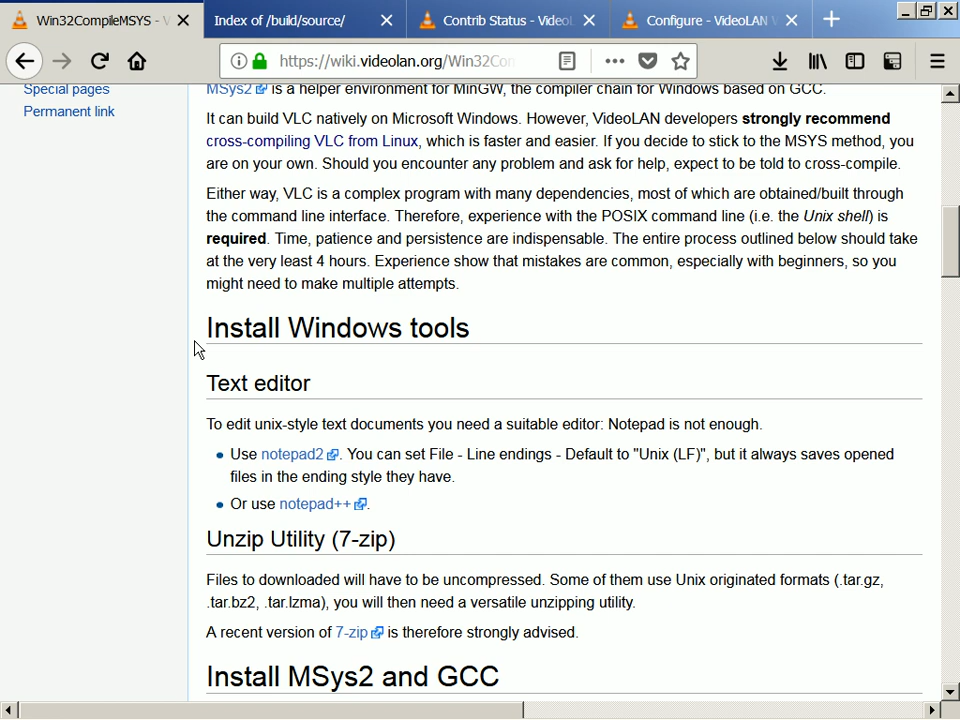 Win32CompileMSYS - V
Index of /build/source/
Contrib Status - VideoL
Configure - VideoLAN
https://wiki.videolan.org/Win32Co
Special pages
Permanent link
MSys2 is a helper environment for MinGW, the compiler chain for Windows based on GCC.
It can build VLC natively on Microsoft Windows. However, VideoLAN developers strongly recommend
cross-compiling VLC from Linux, which is faster and easier. If you decide to stick to the MSYS method, you
are on your own. Should you encounter any problem and ask for help, expect to be told to cross-compile.
Either way, VLC is a complex program with many dependencies, most of which are obtained/built through
the command line interface. Therefore, experience with the POSIX command line (i.e. the Unix shell) is
required. Time, patience and persistence are indispensable. The entire process outlined below should take
at the very least 4 hours. Experience show that mistakes are common, especially with beginners, so you
might need to make multiple attempts.
Install Windows tools
Text editor
To edit unix-style text documents you need a suitable editor: Notepad is not enough.
Use notepad2. You can set File - Line endings - Default to "Unix (LF)", but it always saves opened
files in the ending style they have.
Or use notepad++.
Unzip Utility (7-zip)
Files to downloaded will have to be uncompressed. Some of them use Unix originated formats (.tar.gz,
.tar.bz2, .tar.lzma), you will then need a versatile unzipping utility.
A recent version of 7-zip is therefore strongly advised.
Install MSys2 and GCC